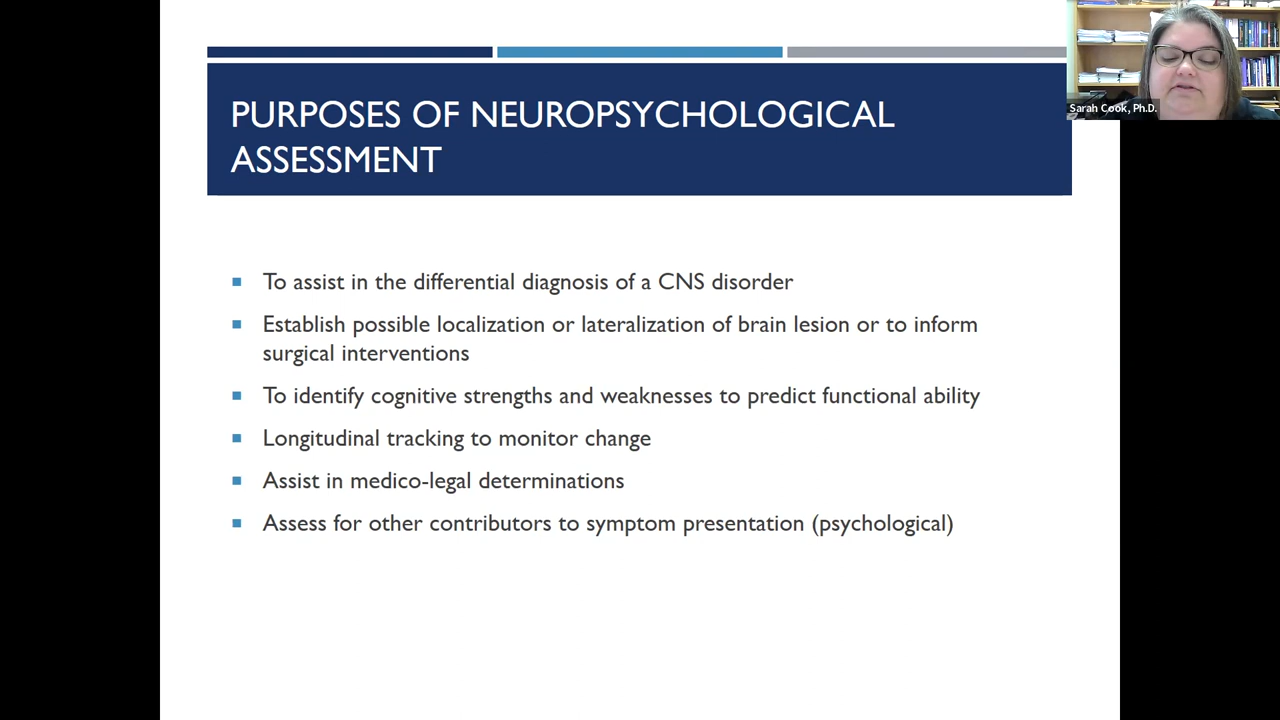 PURPOSES OF NEUROPSYCHOLOGICAL
ASSESSMENT
Sarah Cook, Ph.D.
To assist in the differential diagnosis of a CNS disorder
Establish possible localization or lateralization of brain lesion or to inform
surgical interventions
To identify cognitive strengths and weaknesses to predict functional ability
Longitudinal tracking to monitor change
Assist in medico-legal determinations
Assess for other contributors to symptom presentation (psychological)